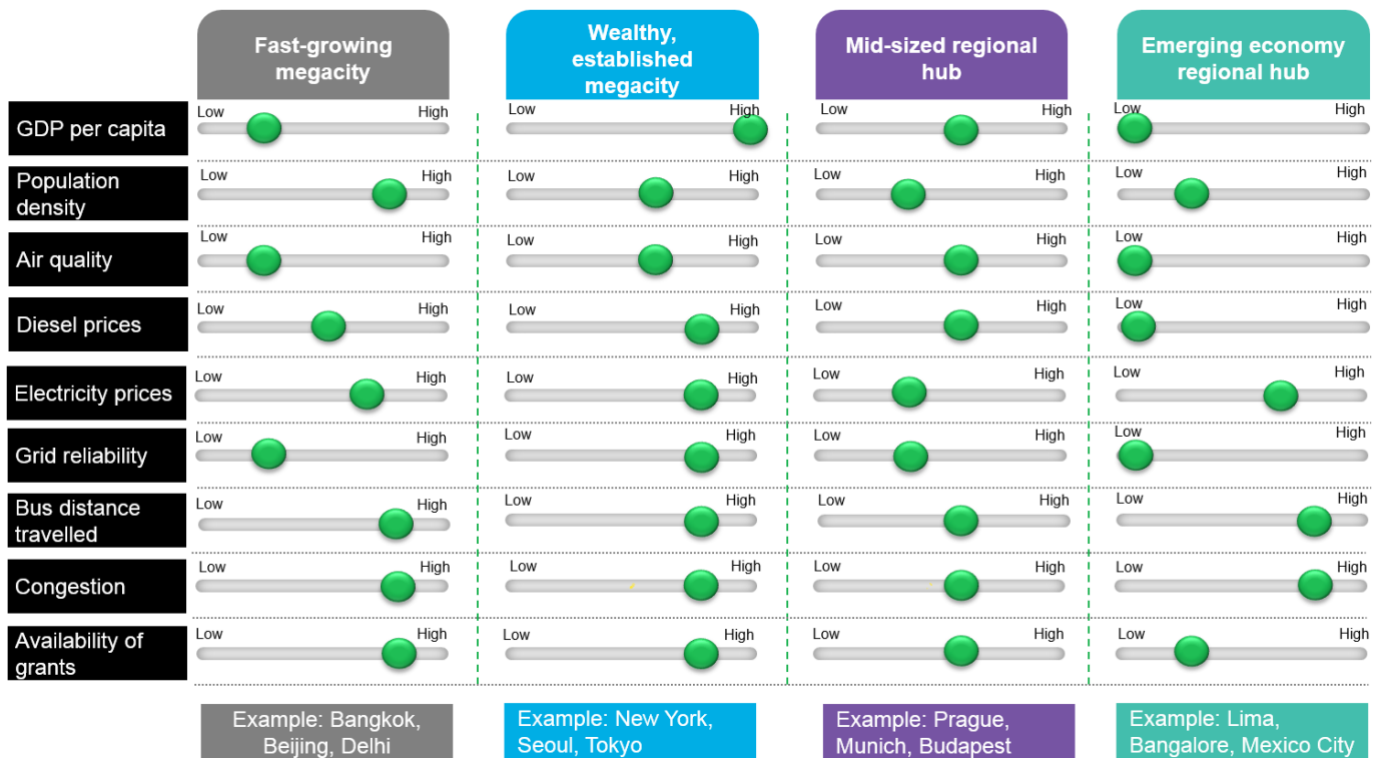 Fast-growing
megacity
Wealthy,
established
megacity
Mid-sized regional
hub
Emerging economy
regional hub
GDP per capita
Low
High
Low
High
Low
High
Low
High
Population
density
Low
High
Low
High
Low
High
Low
High
Air quality
Low
High
Low
High
Low
High
Low
High
Diesel prices
Low
High
Low
High
Low
High
Low
High
Electricity prices
Low
High
Low
High
Low
High
Low
High
Grid reliability
Low
High
Low
High
Low
High
Low
High
Bus distance
travelled
Low
High
Low
High
Low
High
Low
High
Congestion
Low
High
Low
High
Low
High
Low
High
Availability of
grants
Low
High
Low
High
Low
High
Low
High
Example: Bangkok,
Beijing, Delhi
Example: New York,
Seoul, Tokyo
Example: Prague,
Munich, Budapest
Example: Lima,
Bangalore, Mexico City